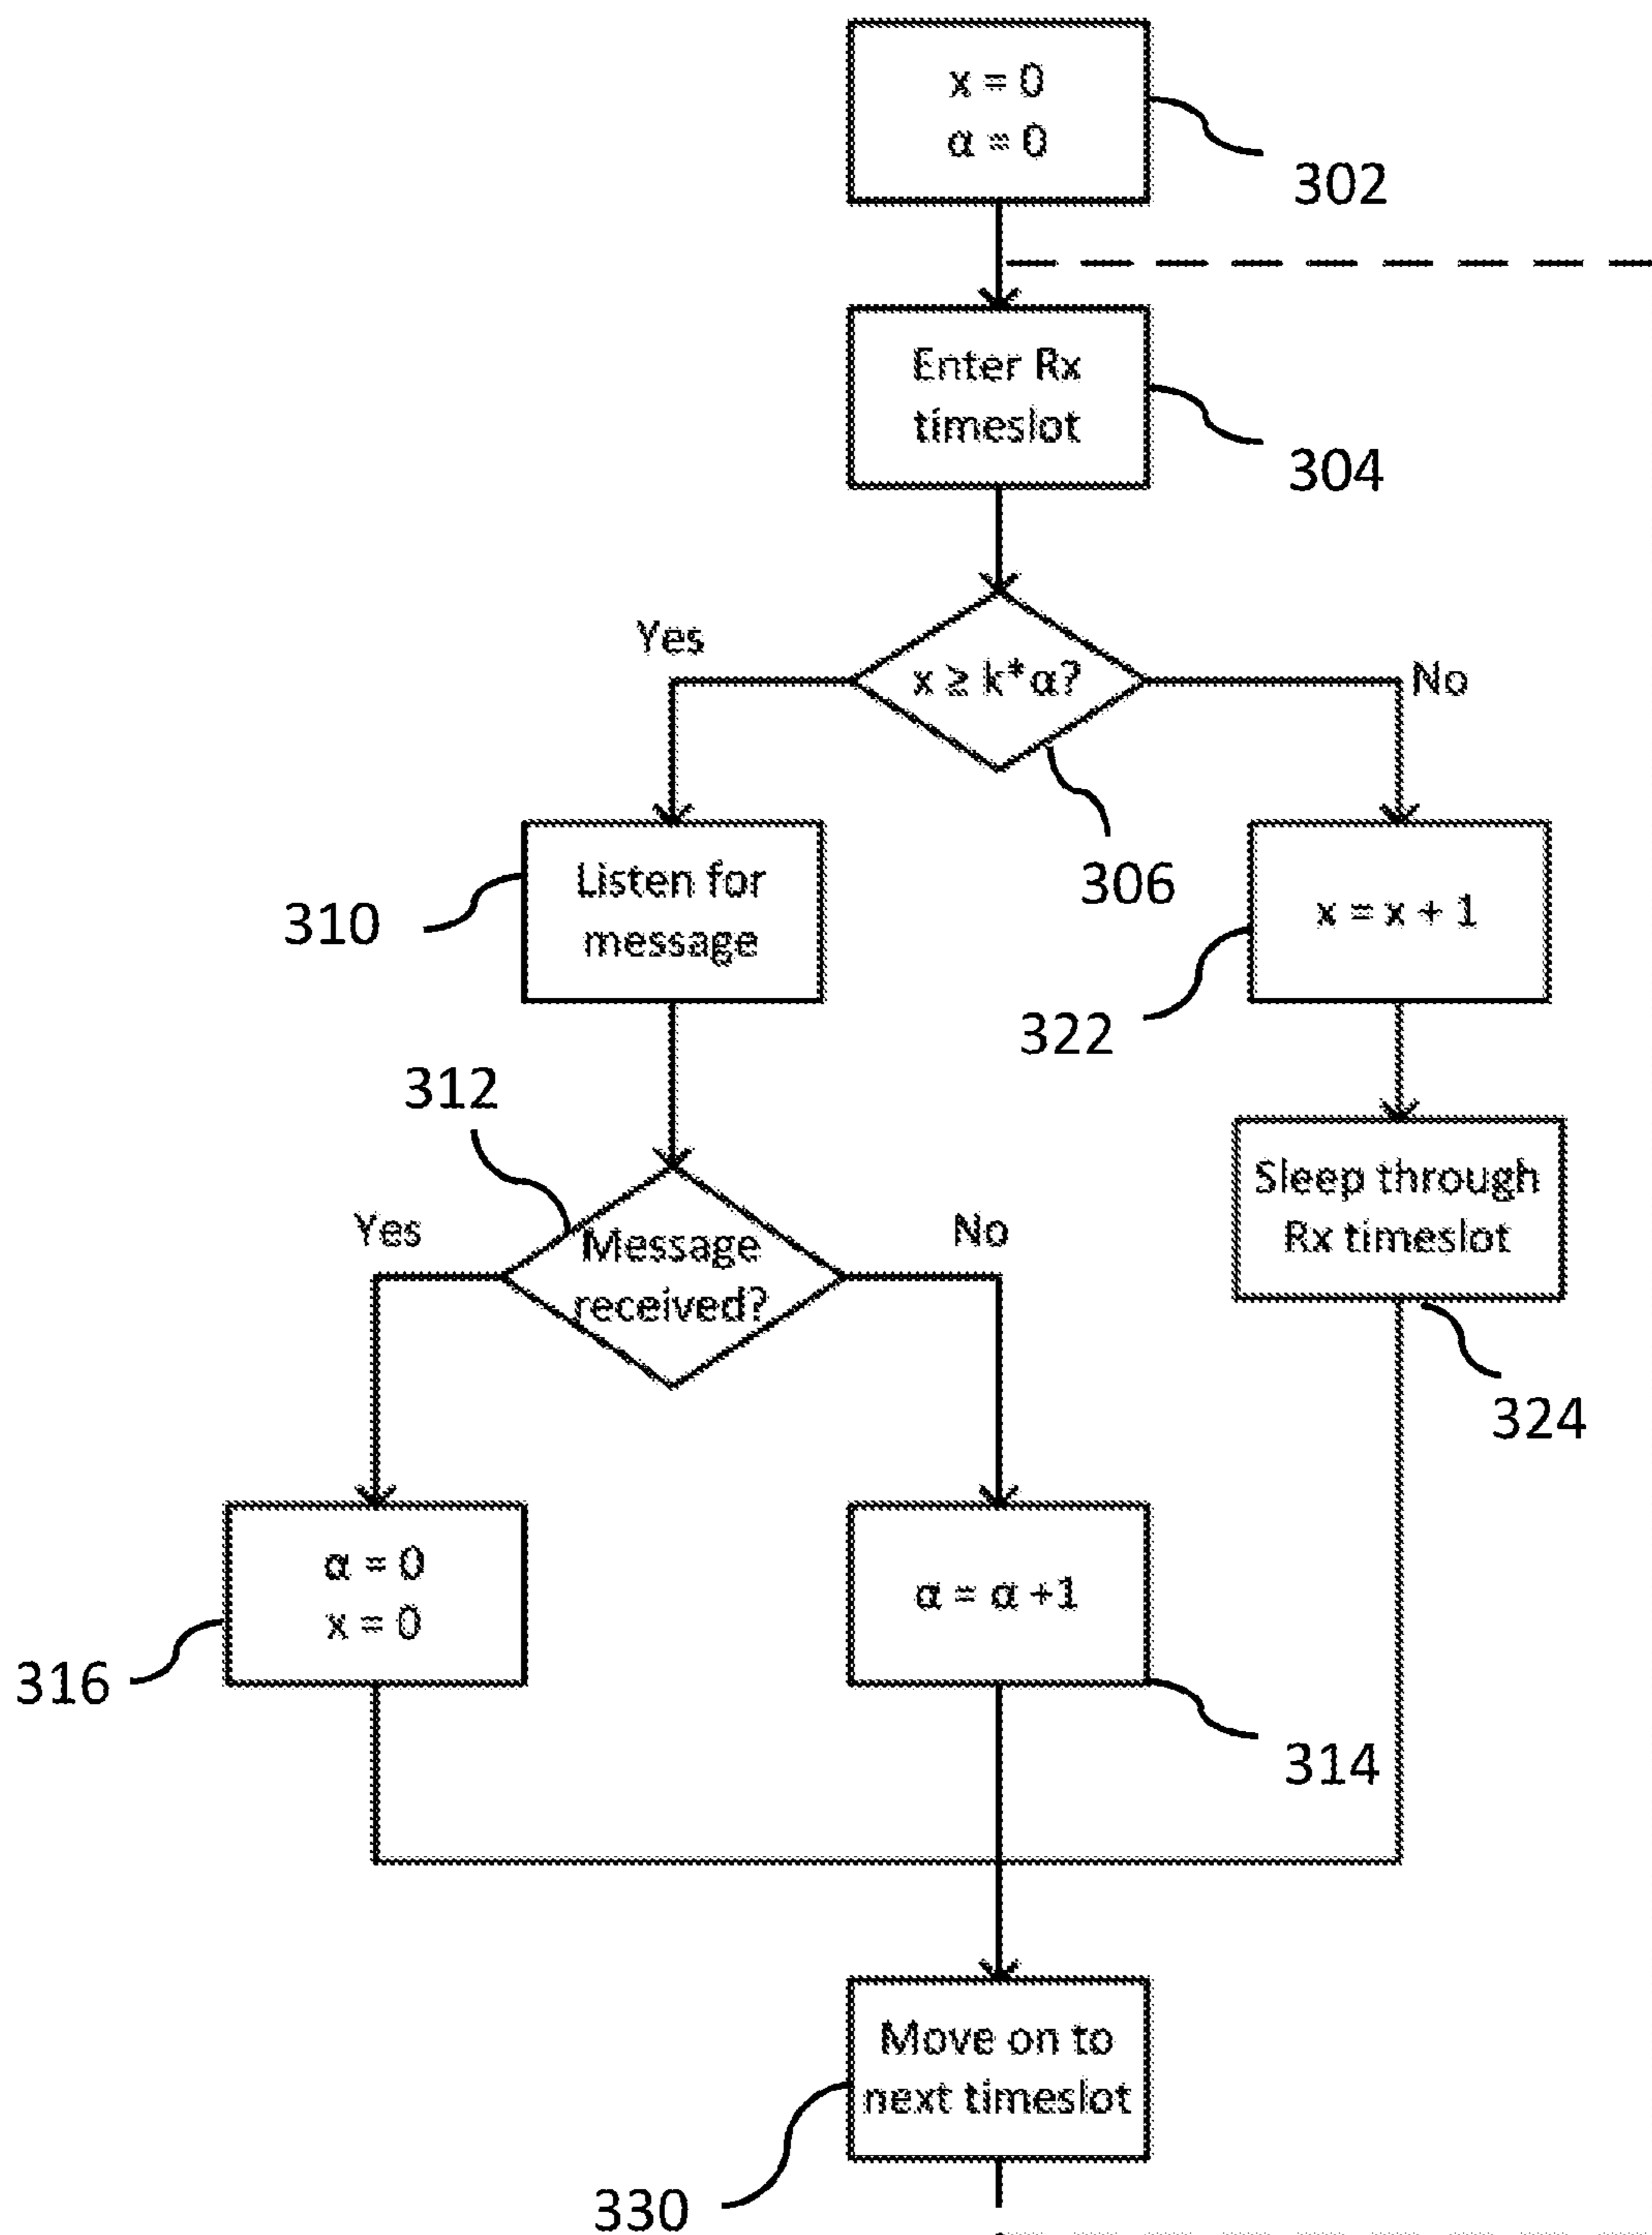 x = 0
α = 0
302
Enter Rx
timeslot
304
Yes
x ≥ k*α?
No
306
Listen for
message
310
x = x + 1
322
312
Yes
Message
received?
No
Sleep through
Rx timeslot
324
α = 0
x = 0
316
α = α +1
314
Move on to
next timeslot
330